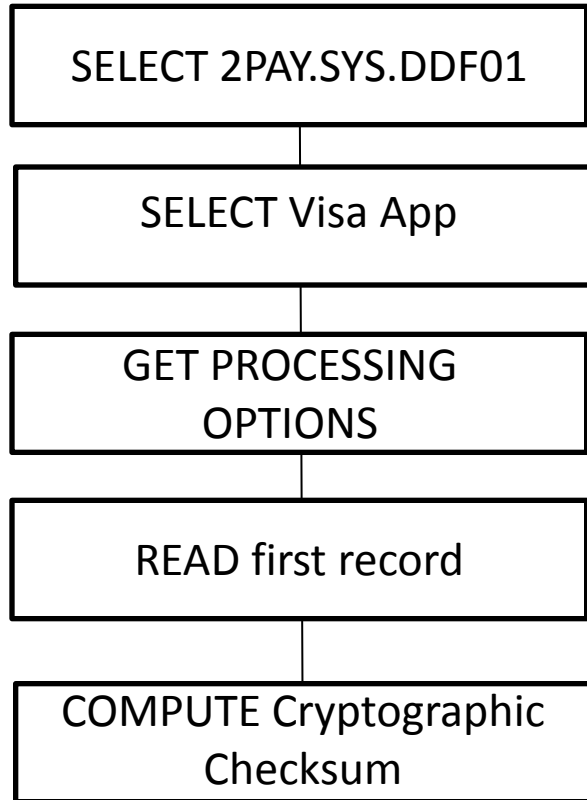 SELECT 2PAY.SYS.DDF01
SELECT Visa App
GET PROCESSING
OPTIONS
READ first record
COMPUTE Cryptographic
Checksum